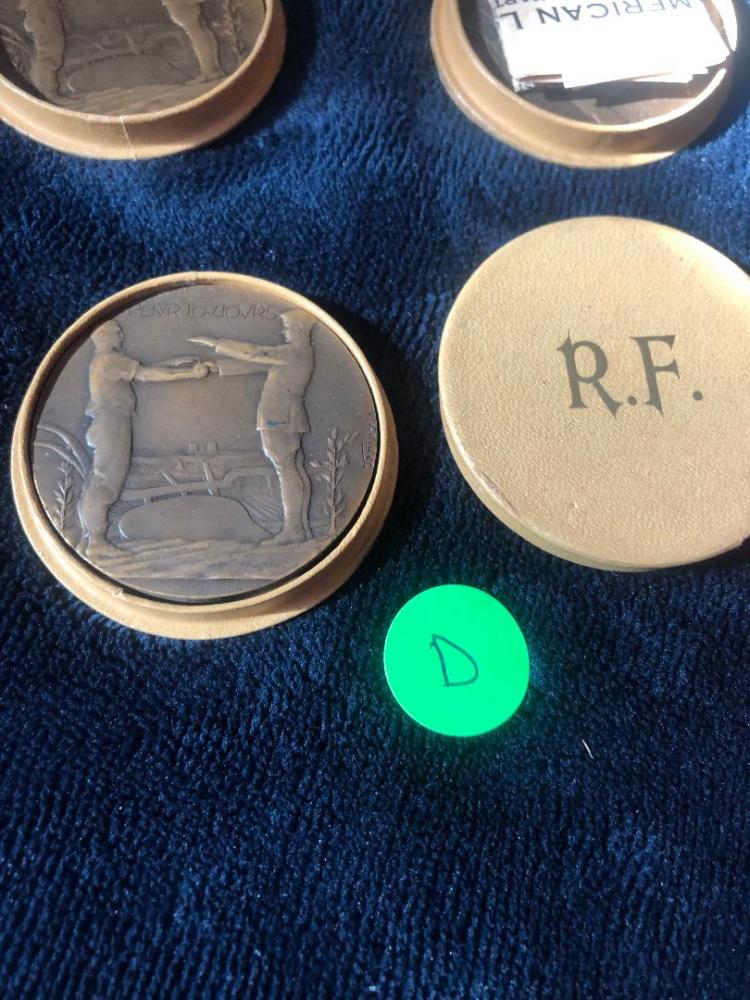 MERICAN L
POVR TOVJOVRS
R.F.
D